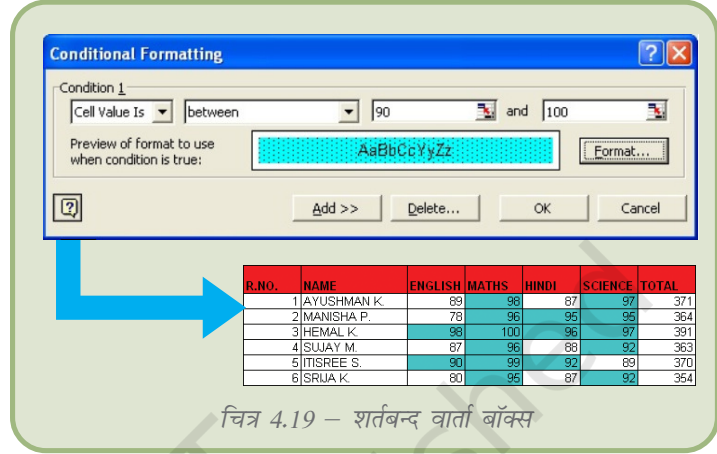 Conditional Formatting
Condition 1
Cell Value Is between 90 and 100
Preview of format to use
when condition is true:
AaBbCcYyZz
Format...
Add >> Delete... OK Cancel
R.NO. NAME ENGLISH MATHS HINDI SCIENCE TOTAL
1 AYUSHMAN K. 89 98 87 97 371
2 MANISHA P. 78 96 95 95 364
3 HEMAL K. 98 100 96 97 391
4 SUJAY M. 87 96 88 92 363
5 ITISREE S. 90 99 92 89 370
6 SRIJA K. 80 95 87 92 354
चित्र 4.19 – शर्तबन्द वार्ता बॉक्स